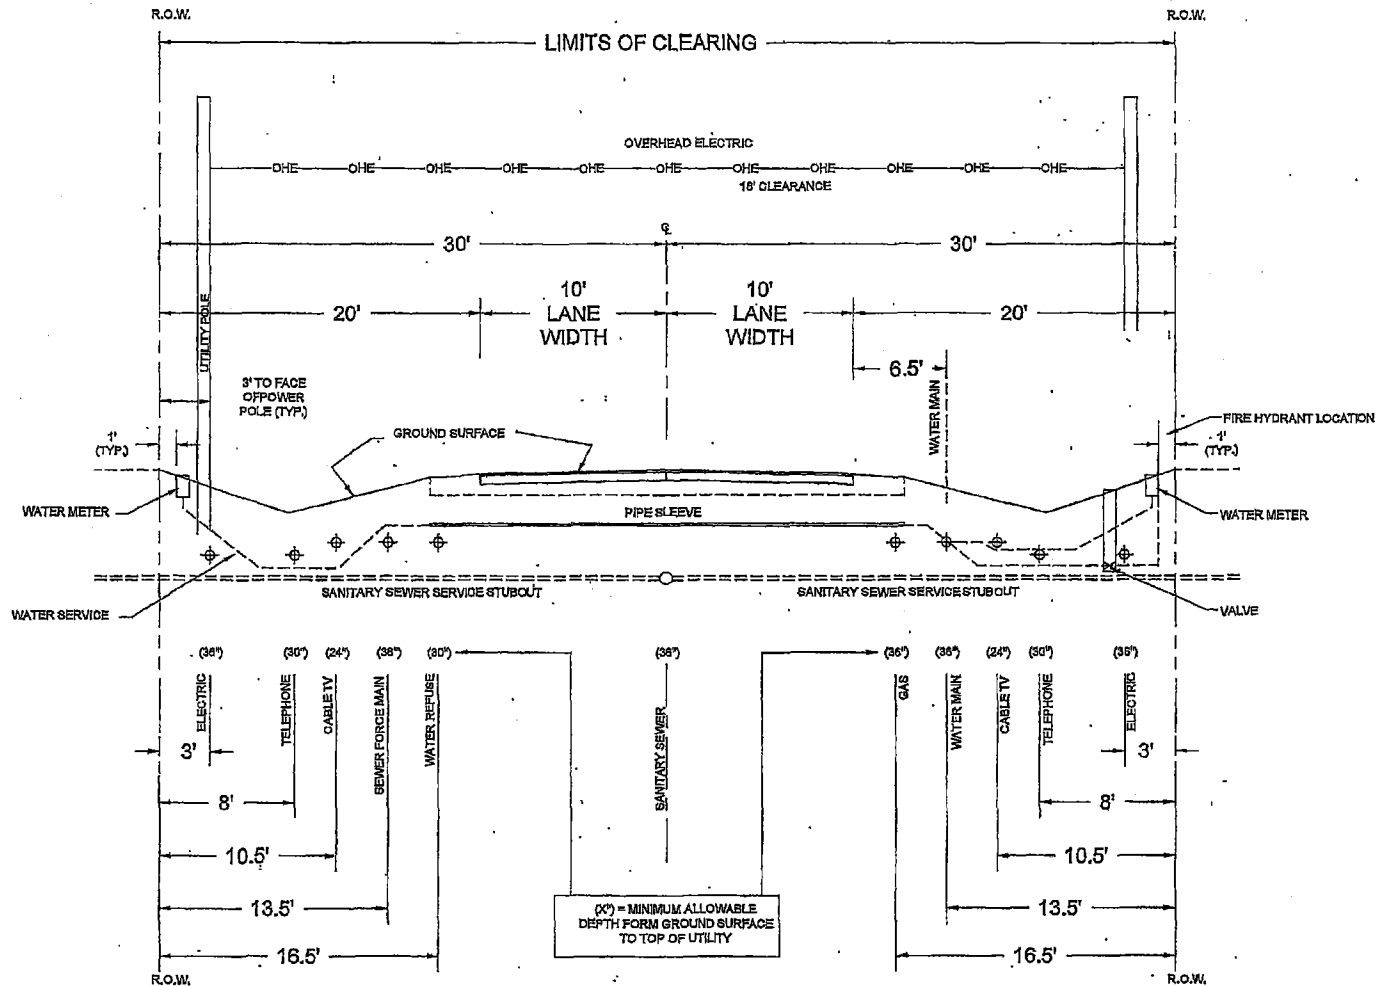 R.O.W.
R.O.W.
LIMITS OF CLEARING
OVERHEAD ELECTRIC
OHE OHE OHE OHE OHE OHE OHE OHE OHE OHE OHE
18' CLEARANCE
℄
30'
30'
10'
LANE
WIDTH
10'
LANE
WIDTH
20'
20'
UTILITY POLE
6.5'
3' TO FACE
OFPOWER
POLE (TYP.)
WATER MAIN
FIRE HYDRANT LOCATION
1'
(TYP.)
GROUND SURFACE
1'
(TYP.)
WATER METER
PIPE SLEEVE
WATER METER
SANITARY SEWER SERVICE STUBOUT
SANITARY SEWER SERVICE STUBOUT
WATER SERVICE
VALVE
(36") (30") (24") (36") (30") (36") (36") (36") (24") (30") (36")
ELECTRIC
TELEPHONE
CABLE TV
SEWER FORCE MAIN
WATER REFUSE
SANITARY SEWER
GAS
WATER MAIN
CABLE TV
TELEPHONE
ELECTRIC
3'
3'
8'
8'
10.5'
10.5'
13.5'
13.5'
(X") = MINIMUM ALLOWABLE
DEPTH FORM GROUND SURFACE
TO TOP OF UTILITY
16.5'
16.5'
R.O.W.
R.O.W.